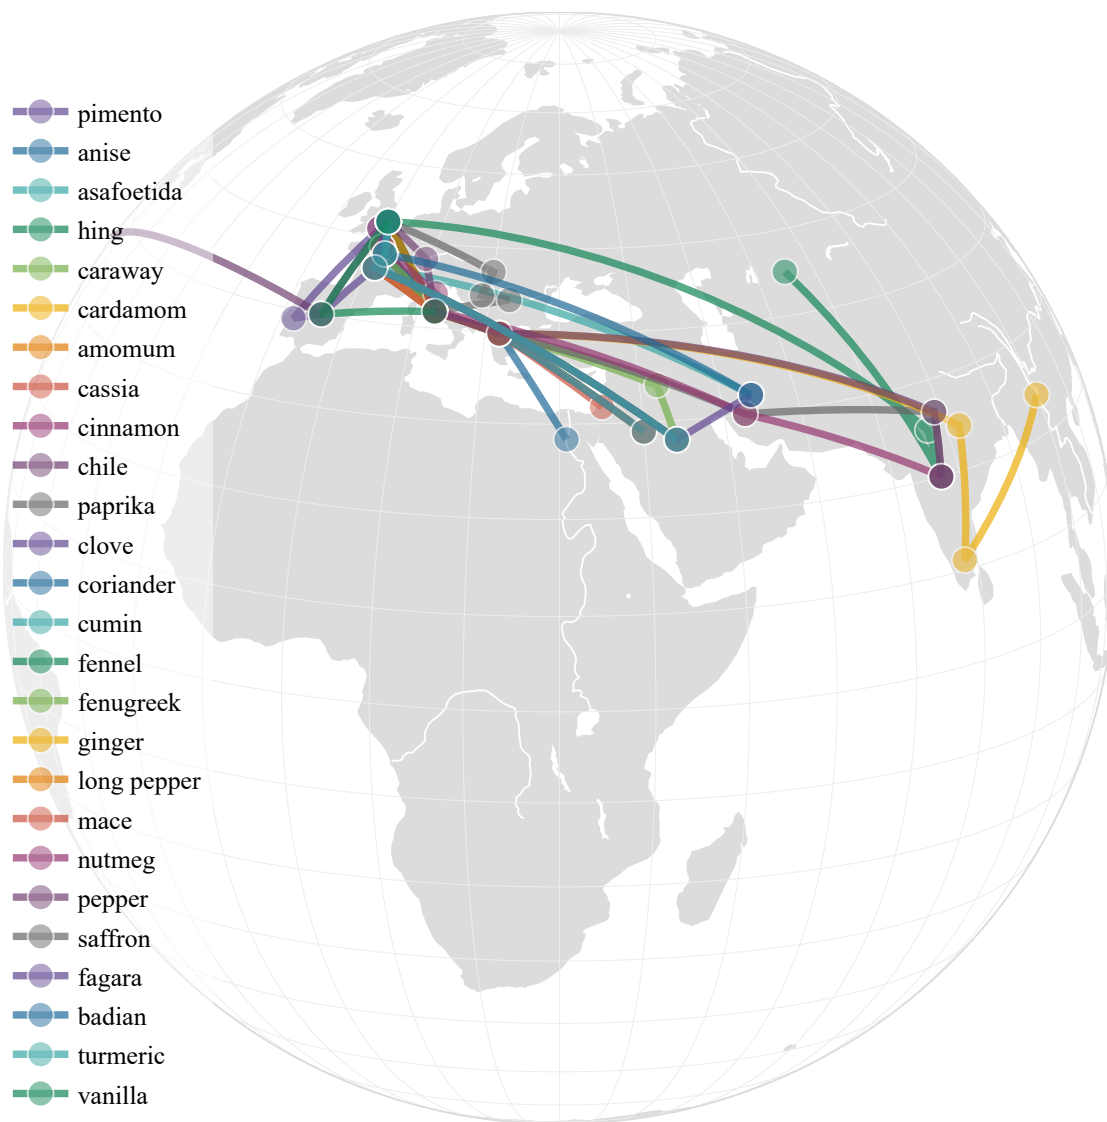 pimento
anise
asafoetida
hing
caraway
cardamom
amomum
cassia
cinnamon
chile
paprika
clove
coriander
cumin
fennel
fenugreek
ginger
long pepper
mace
nutmeg
pepper
saffron
fagara
badian
turmeric
vanilla